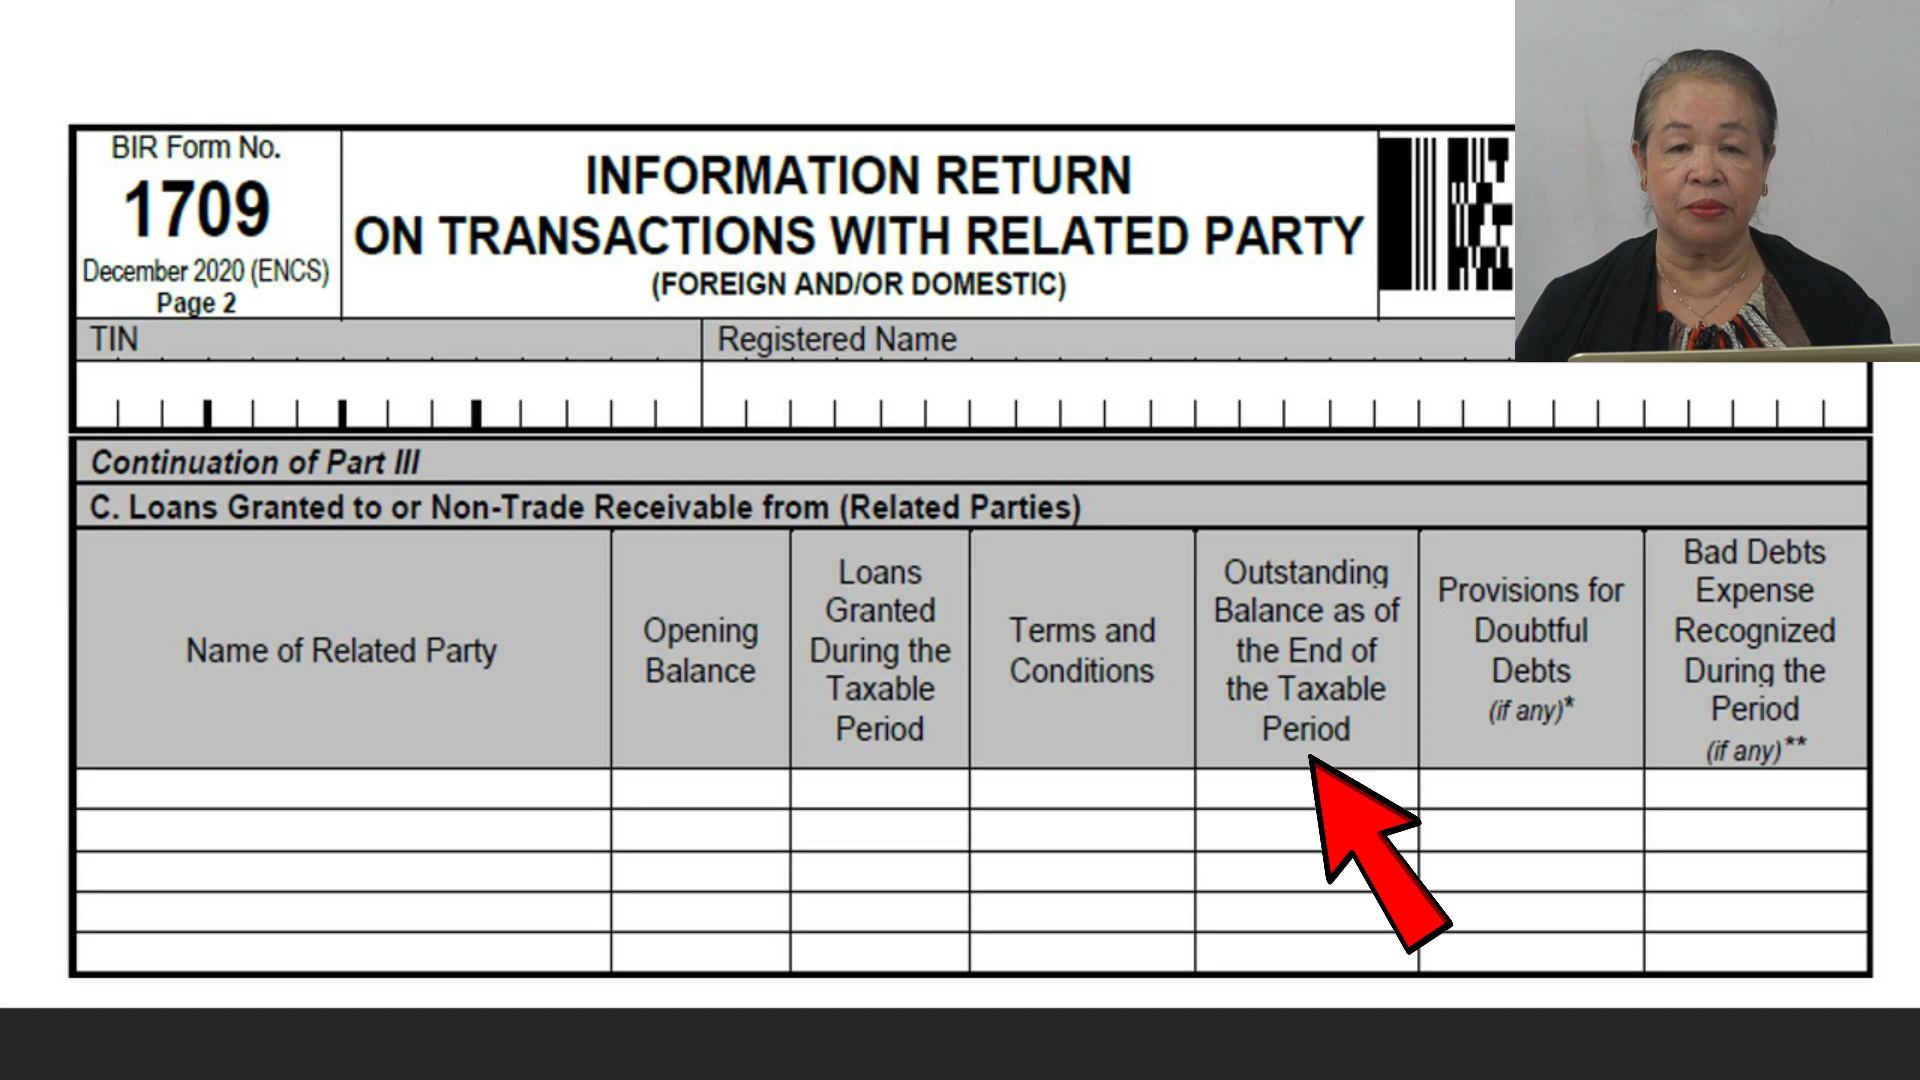 BIR Form No.
1709
December 2020 (ENCS)
Page 2
INFORMATION RETURN
ON TRANSACTIONS WITH RELATED PARTY
(FOREIGN AND/OR DOMESTIC)
TIN
Registered Name
Continuation of Part III
C. Loans Granted to or Non-Trade Receivable from (Related Parties)
Name of Related Party
Opening
Balance
Loans
Granted
During the
Taxable
Period
Terms and
Conditions
Outstanding
Balance as of
the End of
the Taxable
Period
Provisions for
Doubtful
Debts
(if any)*
Bad Debts
Expense
Recognized
During the
Period
(if any)**